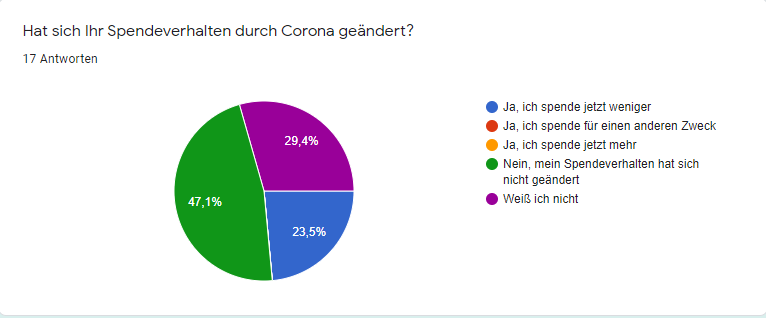 Hat sich Ihr Spendeverhalten durch Corona geändert?
17 Antworten
29,4%
47,1%
23,5%
Ja, ich spende jetzt weniger
Ja, ich spende für einen anderen Zweck
Ja, ich spende jetzt mehr
Nein, mein Spendeverhalten hat sich
nicht geändert
Weiß ich nicht